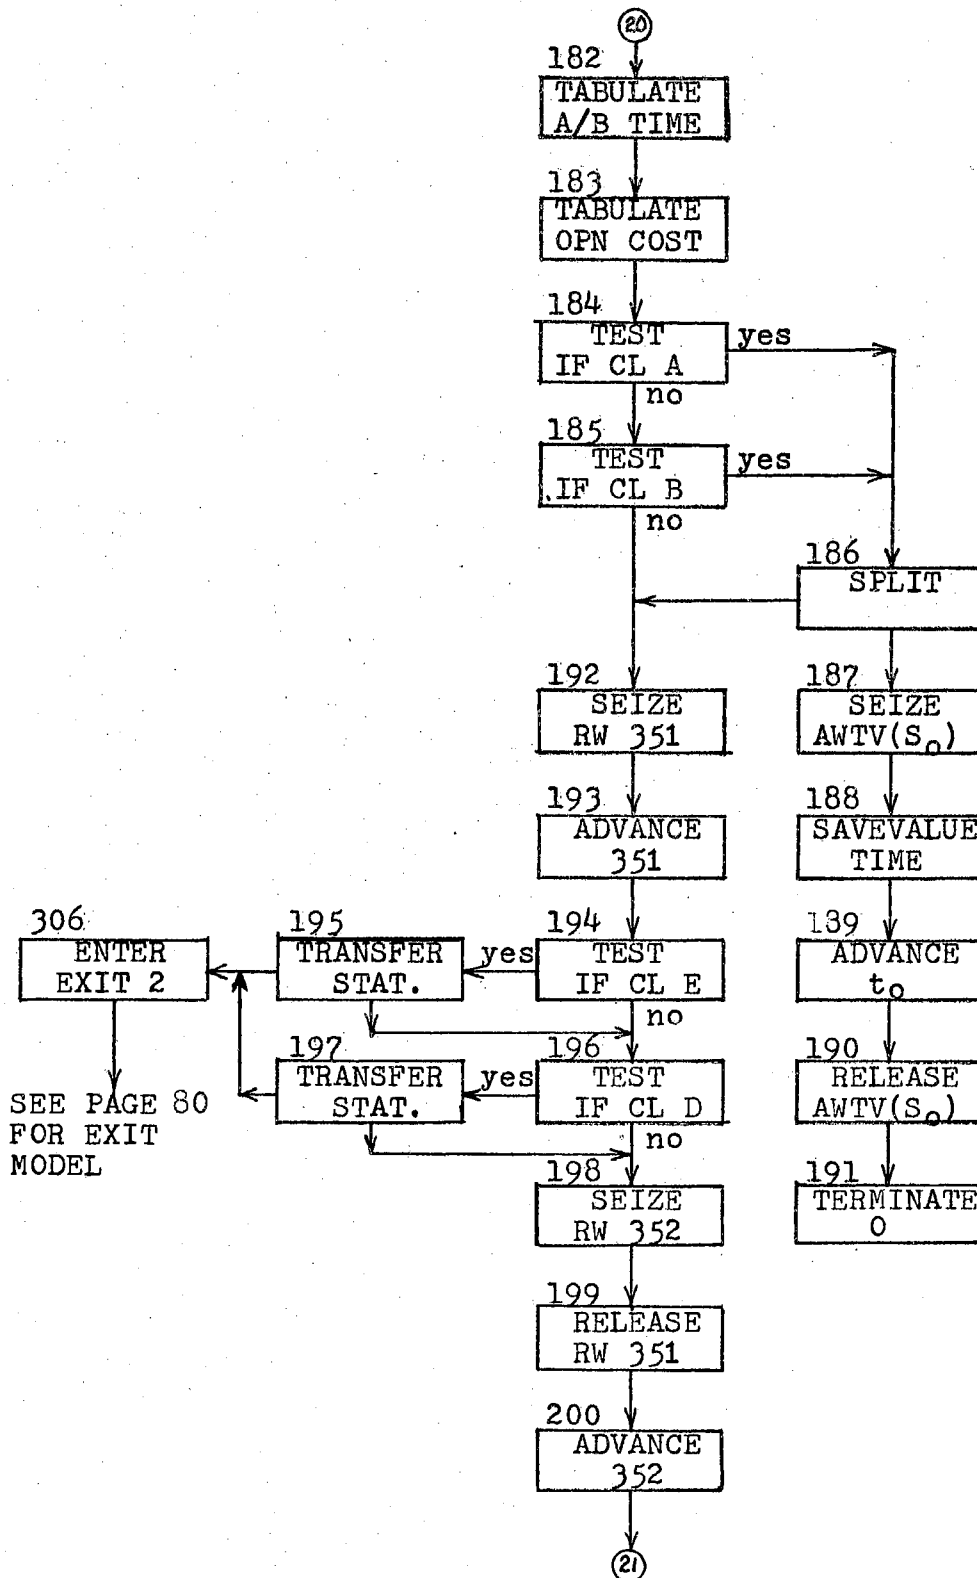 20
182
TABULATE
A/B TIME
183
TABULATE
OPN COST
184
TEST
IF CL A
yes
no
185
TEST
IF CL B
yes
no
186
SPLIT
192
SEIZE
RW 351
187
SEIZE
AWTV(So)
193
ADVANCE
351
188
SAVEVALUE
TIME
306
ENTER
EXIT 2
195
TRANSFER
STAT.
yes
194
TEST
IF CL E
no
189
ADVANCE
to
SEE PAGE 80
FOR EXIT
MODEL
197
TRANSFER
STAT.
yes
196
TEST
IF CL D
no
190
RELEASE
AWTV(So)
198
SEIZE
RW 352
191
TERMINATE
0
199
RELEASE
RW 351
200
ADVANCE
352
21